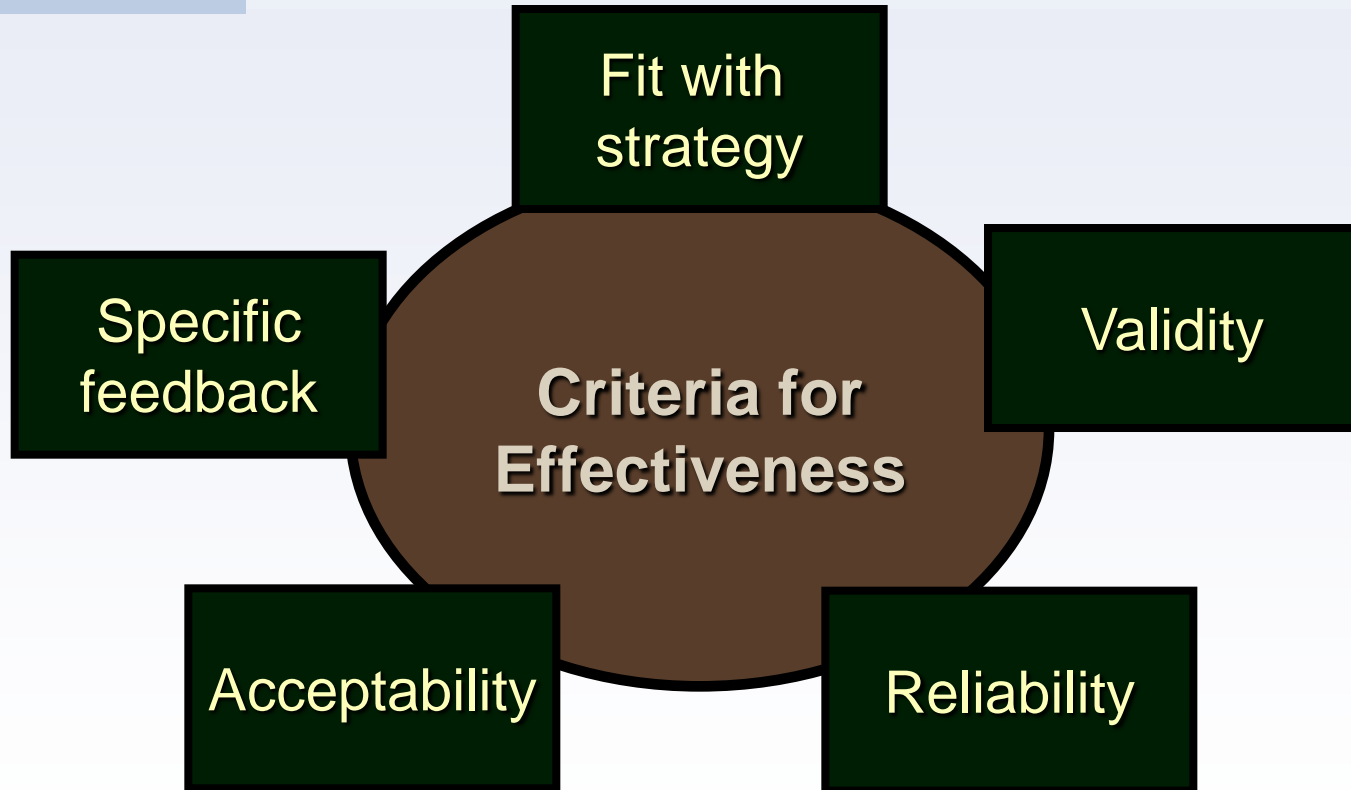 Fit with
strategy
Specific
feedback
Validity
Criteria for
Effectiveness
Acceptability
Reliability